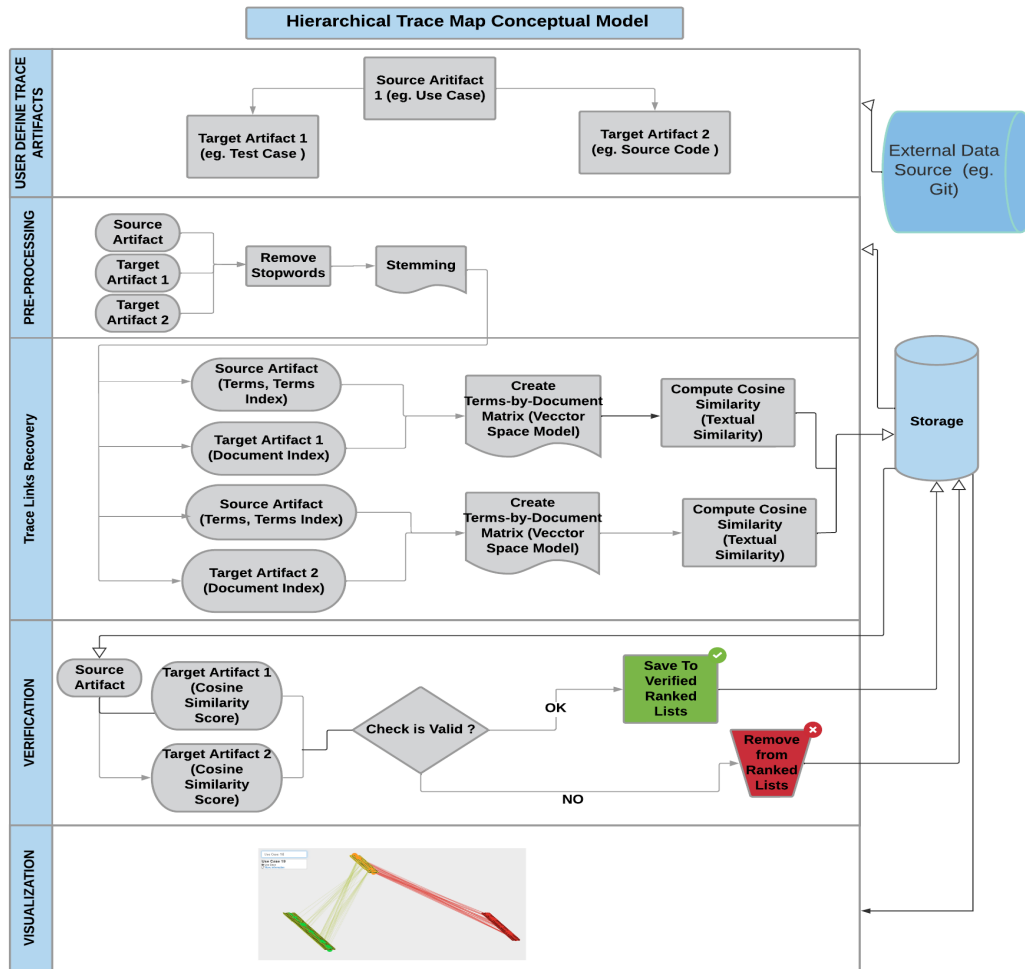 Hierarchical Trace Map Conceptual Model
USER DEFINE TRACE
ARTIFACTS
Source Aritifact
1 (eg. Use Case)
Target Artifact 1
(eg. Test Case )
Target Artifact 2
(eg. Source Code )
External Data
Source (eg.
Git)
PRE-PROCESSING
Source
Artifact
Target
Artifact 1
Target
Artifact 2
Remove
Stopwords
Stemming
Trace Links Recovery
Source Artifact
(Terms, Terms
Index)
Target Artifact 1
(Document Index)
Create
Terms-by-Document
Matrix (Vecctor
Space Model)
Compute Cosine
Similarity
(Textual
Similarity)
Source Artifact
(Terms, Terms Index)
Target Artifact 2
(Document Index)
Create
Terms-by-Document
Matrix (Vecctor
Space Model)
Compute Cosine
Similarity
(Textual
Similarity)
Storage
VERIFICATION
Source
Artifact
Target Artifact 1
(Cosine
Similarity
Score)
Target Artifact 2
(Cosine
Similarity
Score)
Check is Valid ?
OK
NO
Save To
Verified
Ranked
Lists
Remove
from
Ranked
Lists
VISUALIZATION